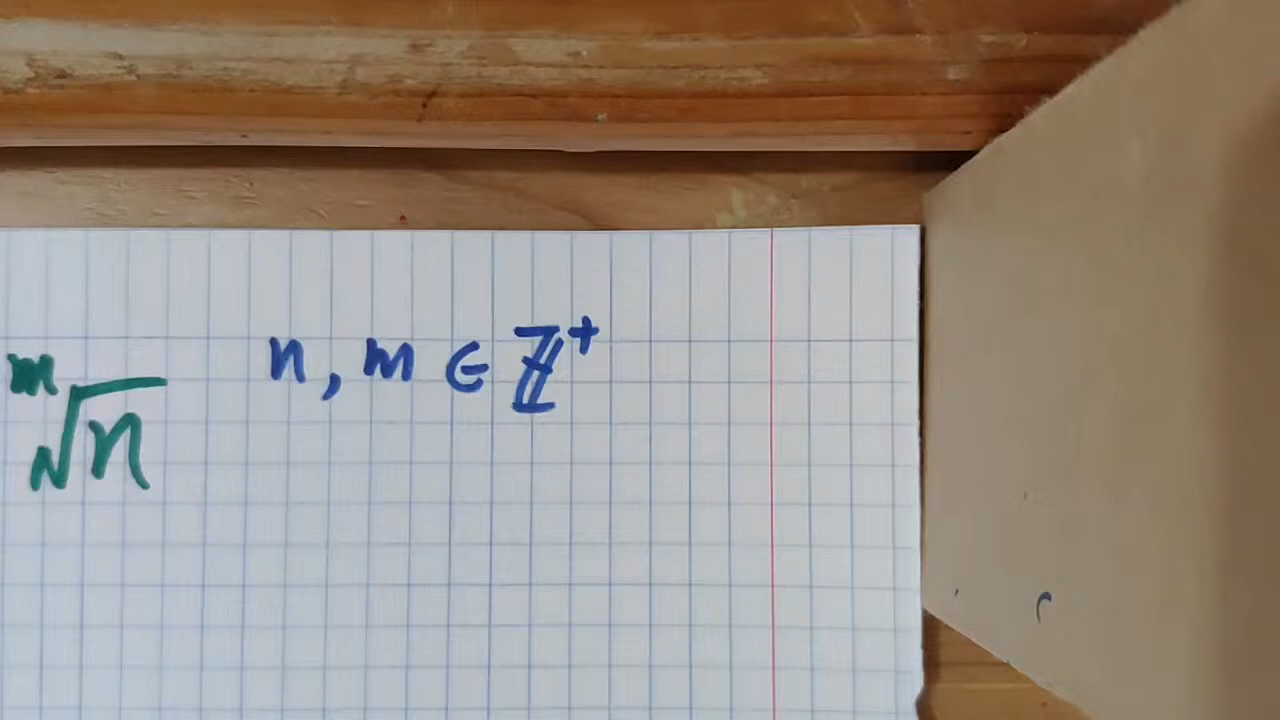 ᵐ√n n, m ∈ ℤ⁺